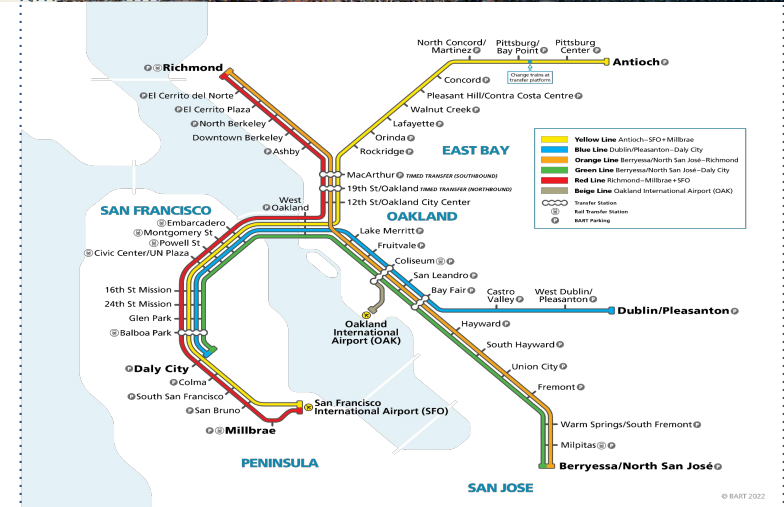 North Concord/
Martinez P
Pittsburg/
Bay Point P
Pittsburg
Center P
Antioch P
Change trains at
transfer platform
P Richmond
Concord P
P El Cerrito del Norte
Pleasant Hill/Contra Costa Centre P
P El Cerrito Plaza
Walnut Creek P
P North Berkeley
Lafayette P
Downtown Berkeley
Orinda P
P Ashby
Rockridge P
EAST BAY
Yellow Line Antioch–SFO+Millbrae
Blue Line Dublin/Pleasanton–Daly City
Orange Line Berryessa/North San José–Richmond
Green Line Berryessa/North San José–Daly City
Red Line Richmond–Millbrae+SFO
Beige Line Oakland International Airport (OAK)
Transfer Station
Rail Transfer Station
P BART Parking
MacArthur P TIMED TRANSFER (SOUTHBOUND)
19th St/Oakland TIMED TRANSFER (NORTHBOUND)
12th St/Oakland City Center
West
P Oakland
OAKLAND
SAN FRANCISCO
Embarcadero
Montgomery St
Powell St
Civic Center/UN Plaza
Lake Merritt P
Fruitvale P
Coliseum P
San Leandro P
Bay Fair P
Castro
Valley P
West Dublin/
Pleasanton P
Dublin/Pleasanton P
16th St Mission
24th St Mission
Glen Park
Balboa Park
Oakland
International
Airport (OAK)
Hayward P
South Hayward P
Union City P
Fremont P
P Daly City
P Colma
P South San Francisco
P San Bruno
San Francisco
International Airport (SFO)
P Millbrae
Warm Springs/South Fremont P
Milpitas P
Berryessa/North San José P
PENINSULA
SAN JOSE
© BART 2022